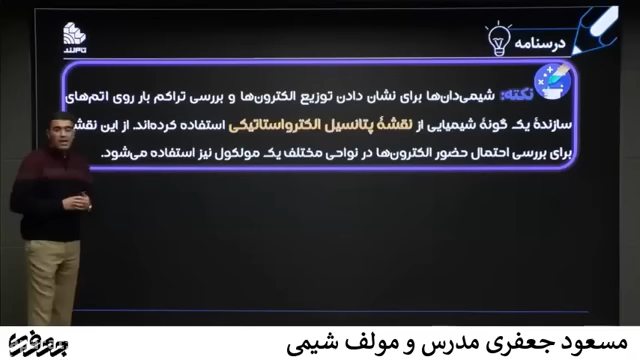 درسنامه
نکته: شیمی‌دان‌ها برای نشان دادن توزیع الکترون‌ها و بررسی تراکم بار روی اتم‌های
سازندهٔ یک گونهٔ شیمیایی از نقشهٔ پتانسیل الکترواستاتیکی استفاده کرده‌اند. از این نقشه
برای بررسی احتمال حضور الکترون‌ها در نواحی مختلف یک مولکول نیز استفاده می‌شود.
مسعود جعفری مدرس و مولف شیمی